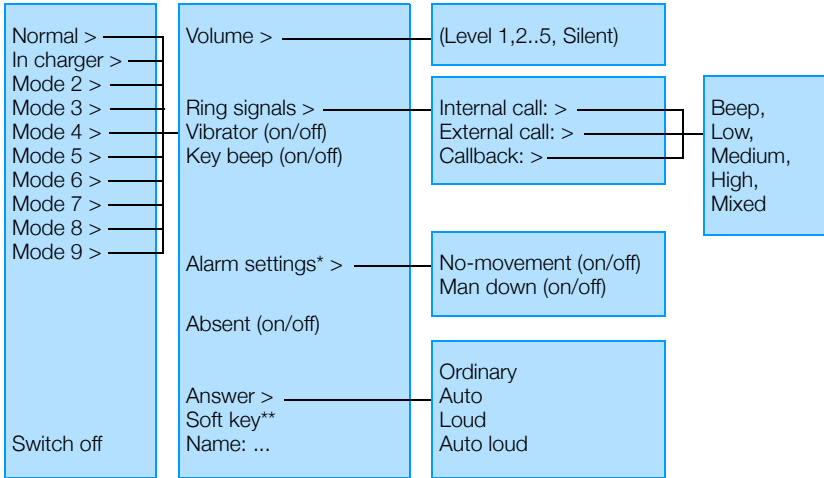 Normal >
In charger >
Mode 2 >
Mode 3 >
Mode 4 >
Mode 5 >
Mode 6 >
Mode 7 >
Mode 8 >
Mode 9 >
Switch off
Volume >
Ring signals >
Vibrator (on/off)
Key beep (on/off)
Alarm settings* >
Absent (on/off)
Answer >
Soft key**
Name: ...
(Level 1,2..5, Silent)
Internal call: >
External call: >
Callback: >
Beep,
Low,
Medium,
High,
Mixed
No-movement (on/off)
Man down (on/off)
Ordinary
Auto
Loud
Auto loud